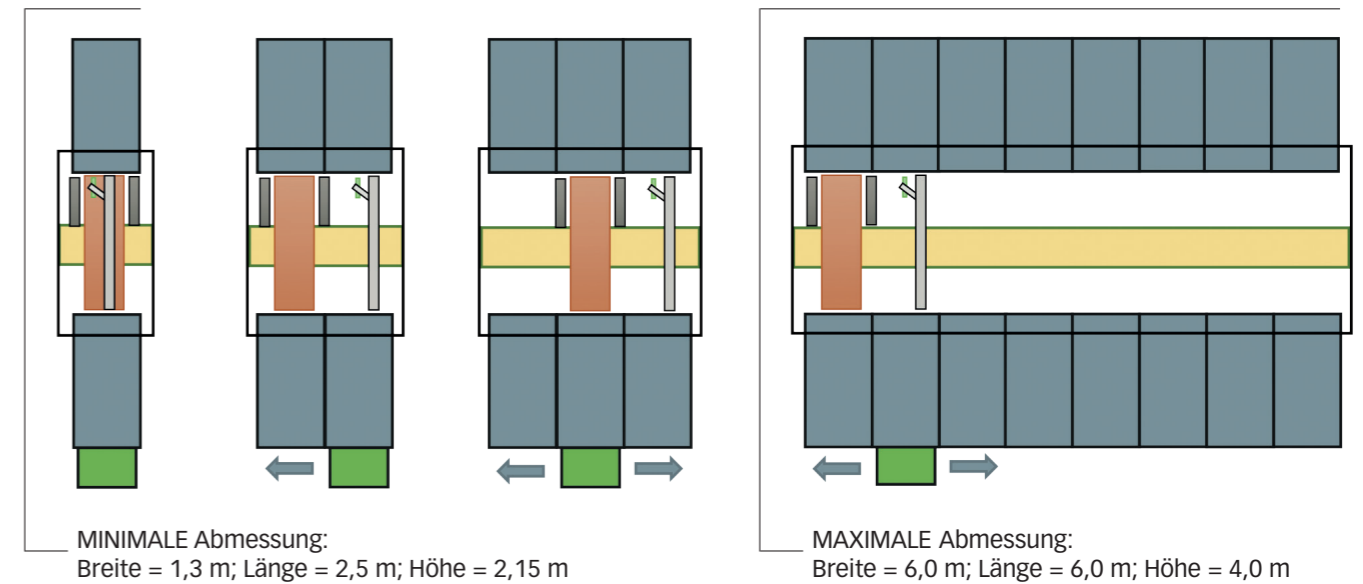 MINIMALE Abmessung:
Breite = 1,3 m; Länge = 2,5 m; Höhe = 2,15 m
MAXIMALE Abmessung:
Breite = 6,0 m; Länge = 6,0 m; Höhe = 4,0 m